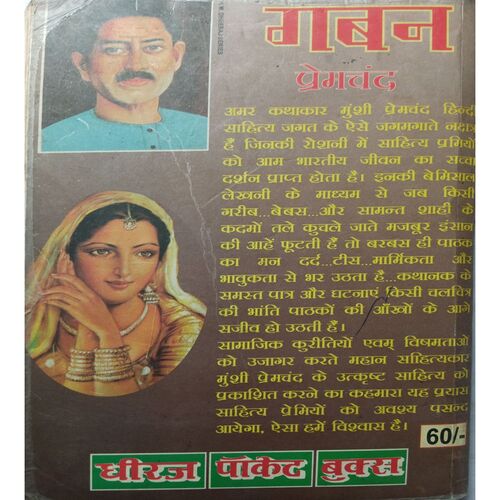 गबन
प्रेमचंद
अमर कथाकार मुंशी प्रेमचंद हिन्दी
साहित्य जगत के ऐसे जगमगाते नक्षत्र
हैं जिनकी रोशनी में साहित्य प्रमियों
को आम भारतीय जीवन का सच्चा
दर्शन प्राप्त होता है। इनकी बेमिसाल
लेखनी के माध्यम से जब किसी
गरीब...बेबस...और सामन्त शाही के
कदमों तले कुचले जाते मजबूर इंसान
की आहें फूटती हैं तो बरबस ही पाठक
का मन दर्द...टीस...मार्मिकता और
भावुकता से भर उठता है...कथानक के
समस्त पात्र और घटनाएं किसी चलचित्र
की भांति पाठकों की आँखों के आगे
सजीव हो उठती हैं।
सामाजिक कुरीतियों एवम् विषमताओं
को उजागर करते महान सहित्यकार
मुंशी प्रेमचंद के उत्कृष्ट साहित्य को
प्रकाशित करने का कहमारा यह प्रयास
साहित्य प्रेमियों को अवश्य पसन्द
आयेगा, ऐसा हमें विश्वास है।
60/-
धीरज पॉकेट बुक्स